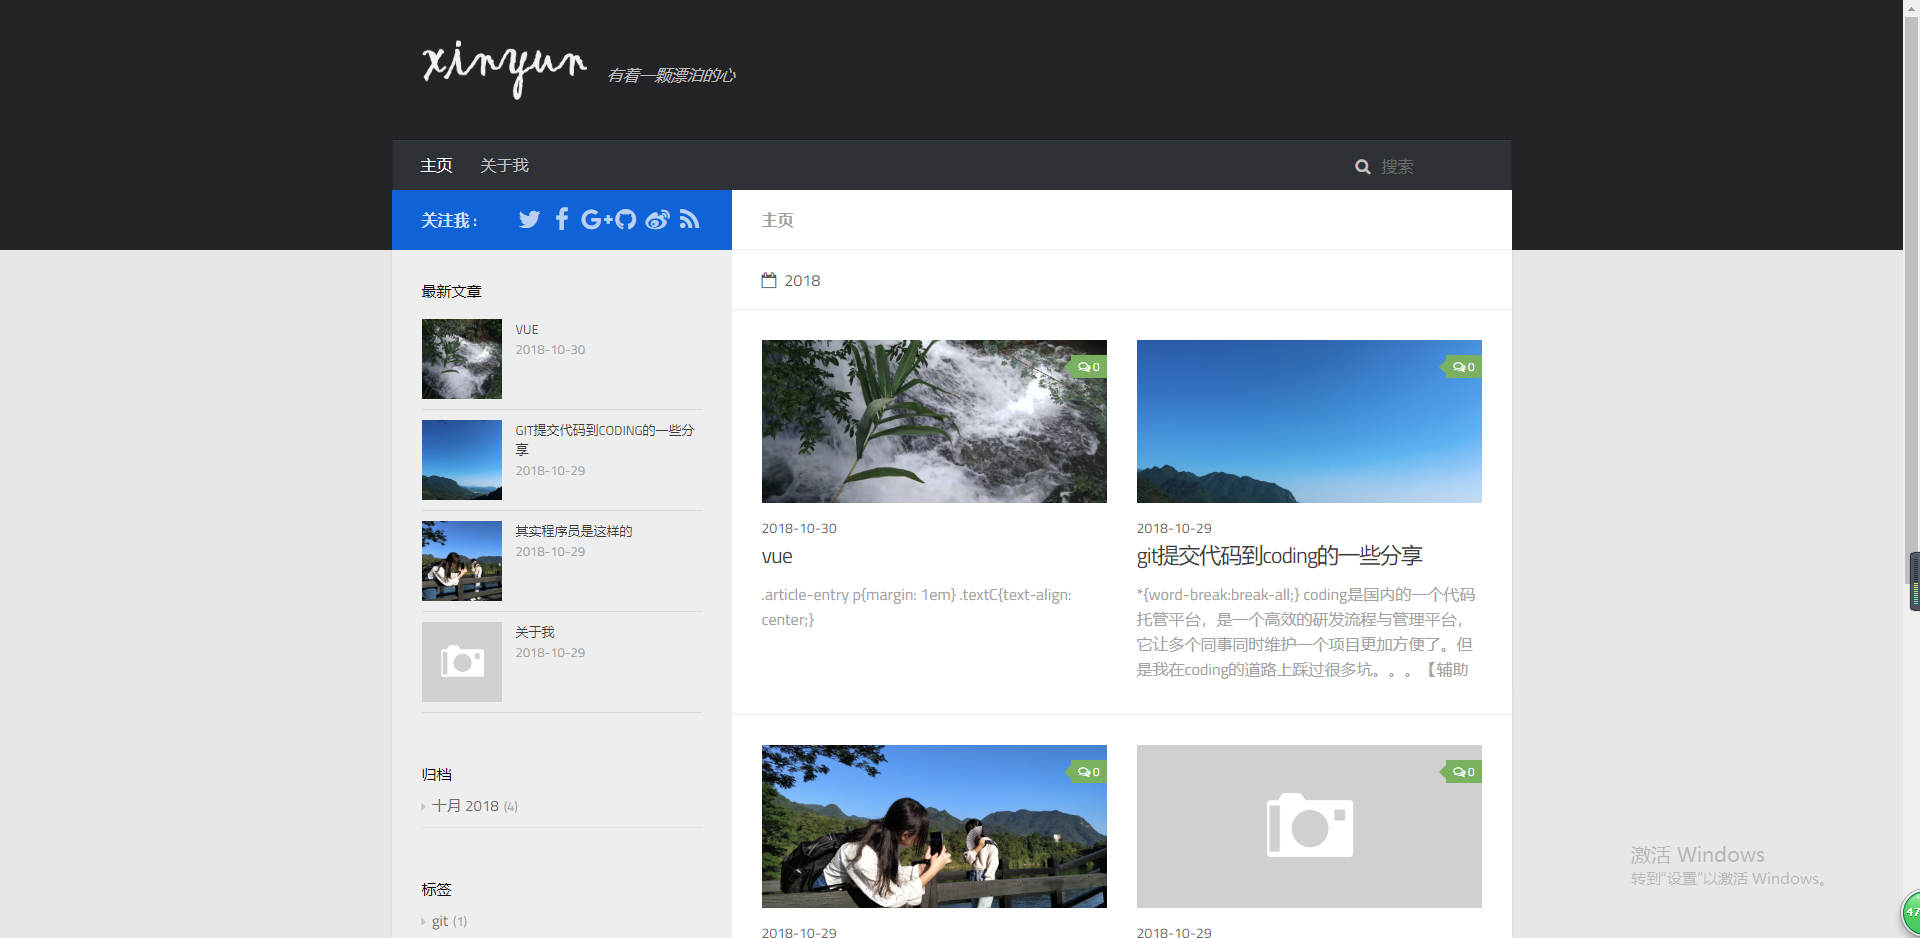 xinyun
有着一颗漂泊的心
主页
关于我
搜索
关注我：
主页
2018
最新文章
VUE
2018-10-30
GIT提交代码到CODING的一些分
享
2018-10-29
其实程序员是这样的
2018-10-29
关于我
2018-10-29
归档
十月 2018 (4)
标签
git (1)
0
2018-10-30
vue
.article-entry p{margin: 1em} .textC{text-align:
center;}
0
2018-10-29
git提交代码到coding的一些分享
*{word-break:break-all;} coding是国内的一个代码
托管平台，是一个高效的研发流程与管理平台，
它让多个同事同时维护一个项目更加方便了。但
是我在coding的道路上踩过很多坑。。。【辅助
0
2018-10-29
0
2018-10-29
激活 Windows
转到“设置”以激活 Windows。
47